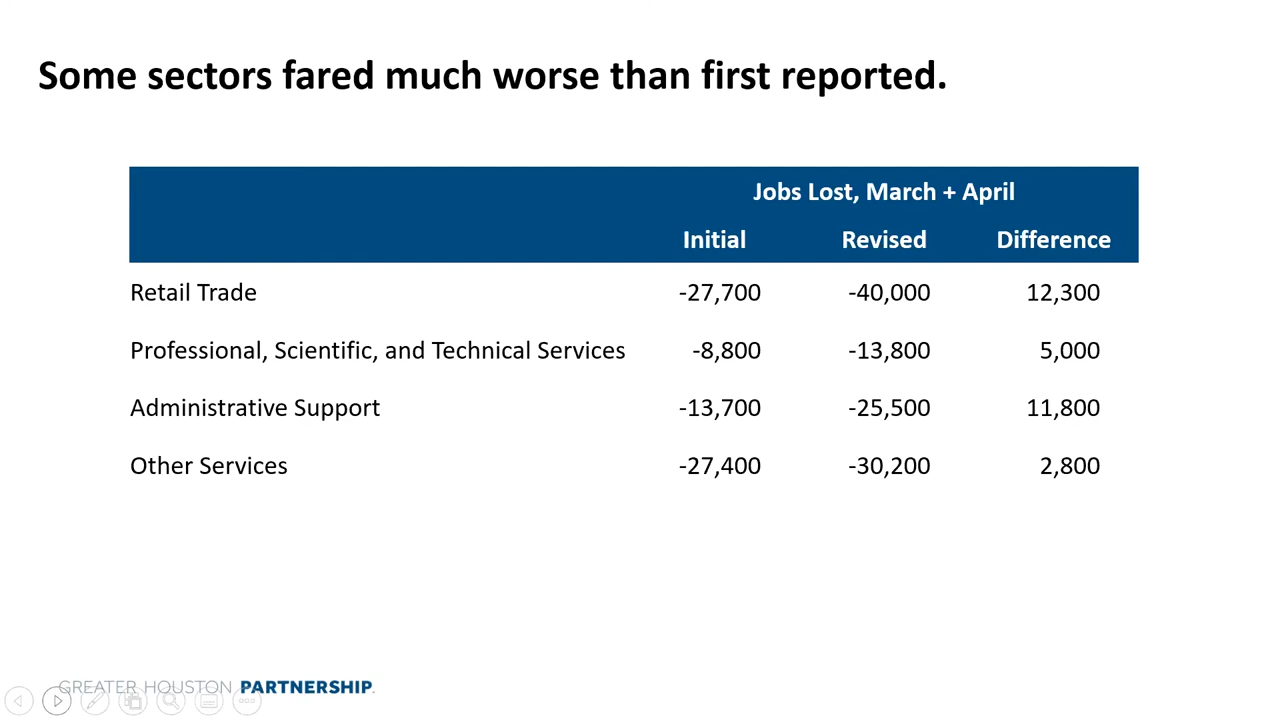 Some sectors fared much worse than first reported.
Jobs Lost, March + April
Initial Revised Difference
Retail Trade -27,700 -40,000 12,300
Professional, Scientific, and Technical Services -8,800 -13,800 5,000
Administrative Support -13,700 -25,500 11,800
Other Services -27,400 -30,200 2,800
GREATER HOUSTON PARTNERSHIP.